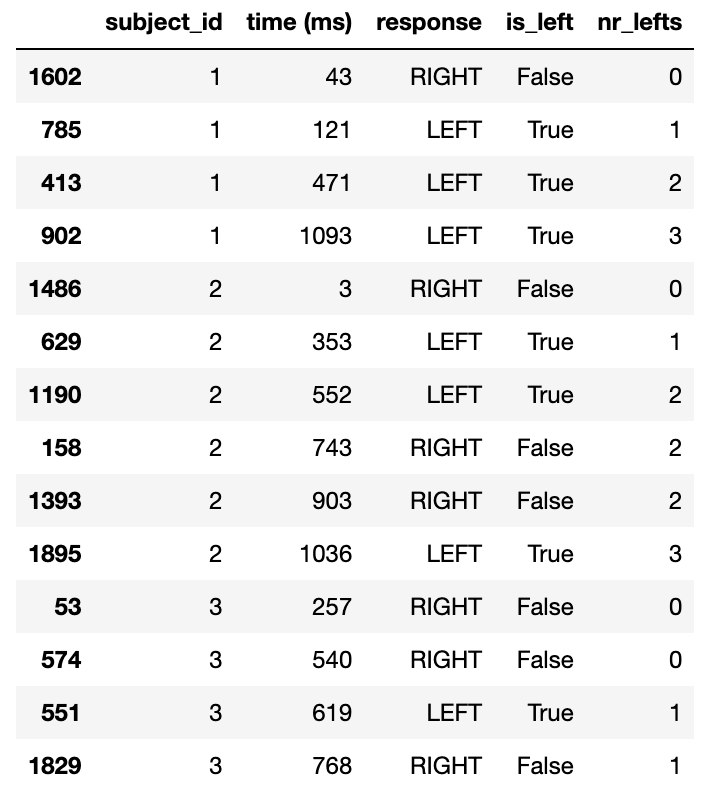 subject_id time (ms) response is_left nr_lefts
1602 1 43 RIGHT False 0
785 1 121 LEFT True 1
413 1 471 LEFT True 2
902 1 1093 LEFT True 3
1486 2 3 RIGHT False 0
629 2 353 LEFT True 1
1190 2 552 LEFT True 2
158 2 743 RIGHT False 2
1393 2 903 RIGHT False 2
1895 2 1036 LEFT True 3
53 3 257 RIGHT False 0
574 3 540 RIGHT False 0
551 3 619 LEFT True 1
1829 3 768 RIGHT False 1